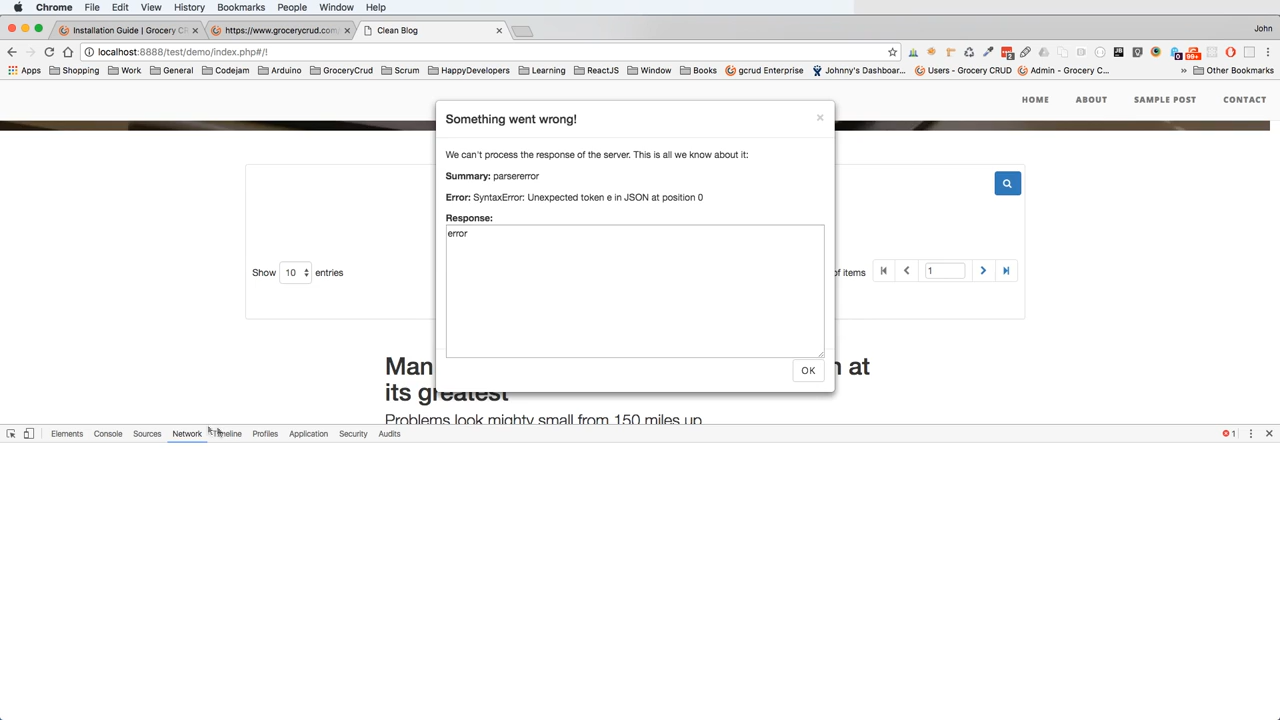 Chrome File Edit View History Bookmarks People Window Help
Installation Guide | Grocery C
https://www.grocerycrud.com
Clean Blog
John
localhost:8888/test/demo/index.php#/!
Apps Shopping Work General Codejam Arduino GroceryCrud Scrum HappyDevelopers Learning ReactJS Window Books gcrud Enterprise Johnny's Dashboar... Users - Grocery CRUD Admin - Grocery C... » Other Bookmarks
HOME ABOUT SAMPLE POST CONTACT
Something went wrong!
×
We can't process the response of the server. This is all we know about it:
Summary: parsererror
Error: SyntaxError: Unexpected token e in JSON at position 0
Response:
error
Show 10 entries
of items
1
OK
Man
n at
its greatest
Problems look mighty small from 150 miles up
Elements Console Sources Network Timeline Profiles Application Security Audits
1